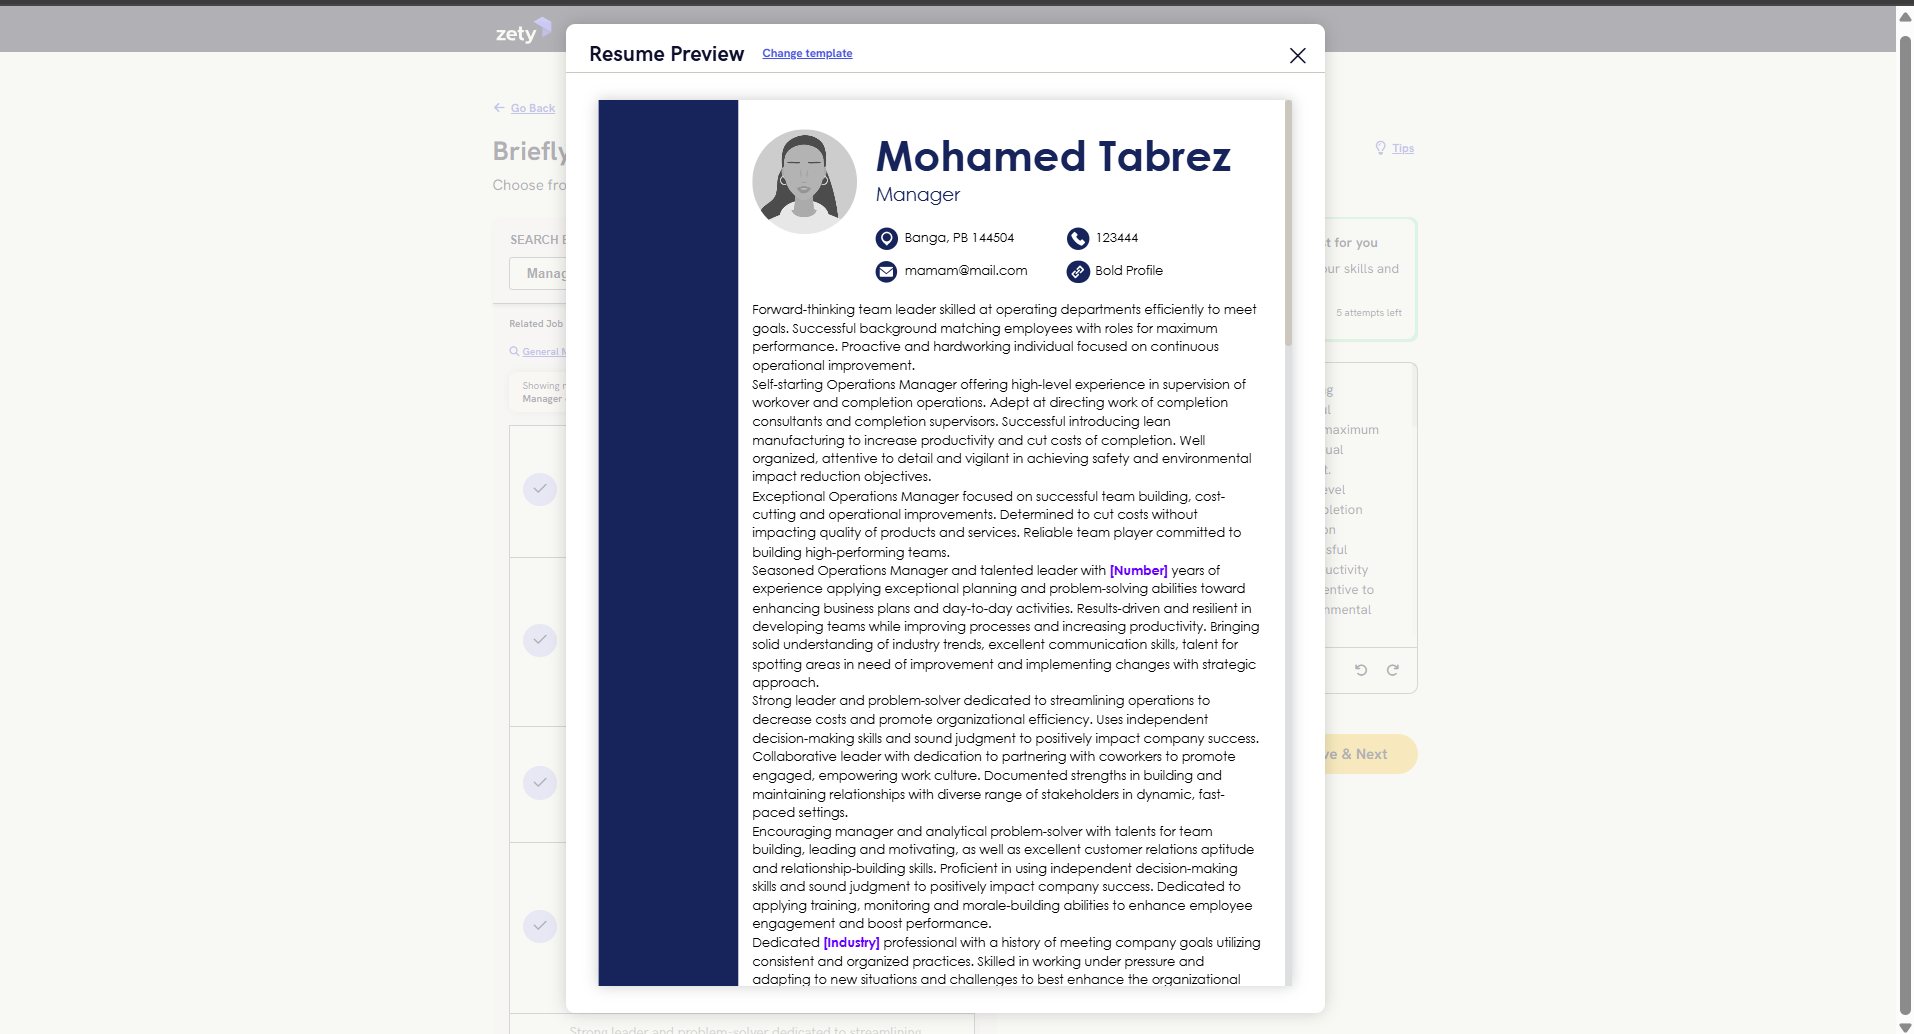 zety
Resume Preview
Change template
Go Back
Briefly
Choose fro
Tips
SEARCH
Manag
Related Job
General M
Showing
Manager
t for you
our skills and
5 attempts left
Mohamed Tabrez
Manager
Banga, PB 144504
123444
mamam@mail.com
Bold Profile
Forward-thinking team leader skilled at operating departments efficiently to meet
goals. Successful background matching employees with roles for maximum
performance. Proactive and hardworking individual focused on continuous
operational improvement.
Self-starting Operations Manager offering high-level experience in supervision of
workover and completion operations. Adept at directing work of completion
consultants and completion supervisors. Successful introducing lean
manufacturing to increase productivity and cut costs of completion. Well
organized, attentive to detail and vigilant in achieving safety and environmental
impact reduction objectives.
Exceptional Operations Manager focused on successful team building, cost-
cutting and operational improvements. Determined to cut costs without
impacting quality of products and services. Reliable team player committed to
building high-performing teams.
Seasoned Operations Manager and talented leader with [Number] years of
experience applying exceptional planning and problem-solving abilities toward
enhancing business plans and day-to-day activities. Results-driven and resilient in
developing teams while improving processes and increasing productivity. Bringing
solid understanding of industry trends, excellent communication skills, talent for
spotting areas in need of improvement and implementing changes with strategic
approach.
Strong leader and problem-solver dedicated to streamlining operations to
decrease costs and promote organizational efficiency. Uses independent
decision-making skills and sound judgment to positively impact company success.
Collaborative leader with dedication to partnering with coworkers to promote
engaged, empowering work culture. Documented strengths in building and
maintaining relationships with diverse range of stakeholders in dynamic, fast-
paced settings.
Encouraging manager and analytical problem-solver with talents for team
building, leading and motivating, as well as excellent customer relations aptitude
and relationship-building skills. Proficient in using independent decision-making
skills and sound judgment to positively impact company success. Dedicated to
applying training, monitoring and morale-building abilities to enhance employee
engagement and boost performance.
Dedicated [Industry] professional with a history of meeting company goals utilizing
consistent and organized practices. Skilled in working under pressure and
adapting to new situations and challenges to best enhance the organizational
maximum
ual
t.
evel
pletion
on
sful
uctivity
entive to
nmental
ve & Next
Strong leader and problem-solver dedicated to streamlining